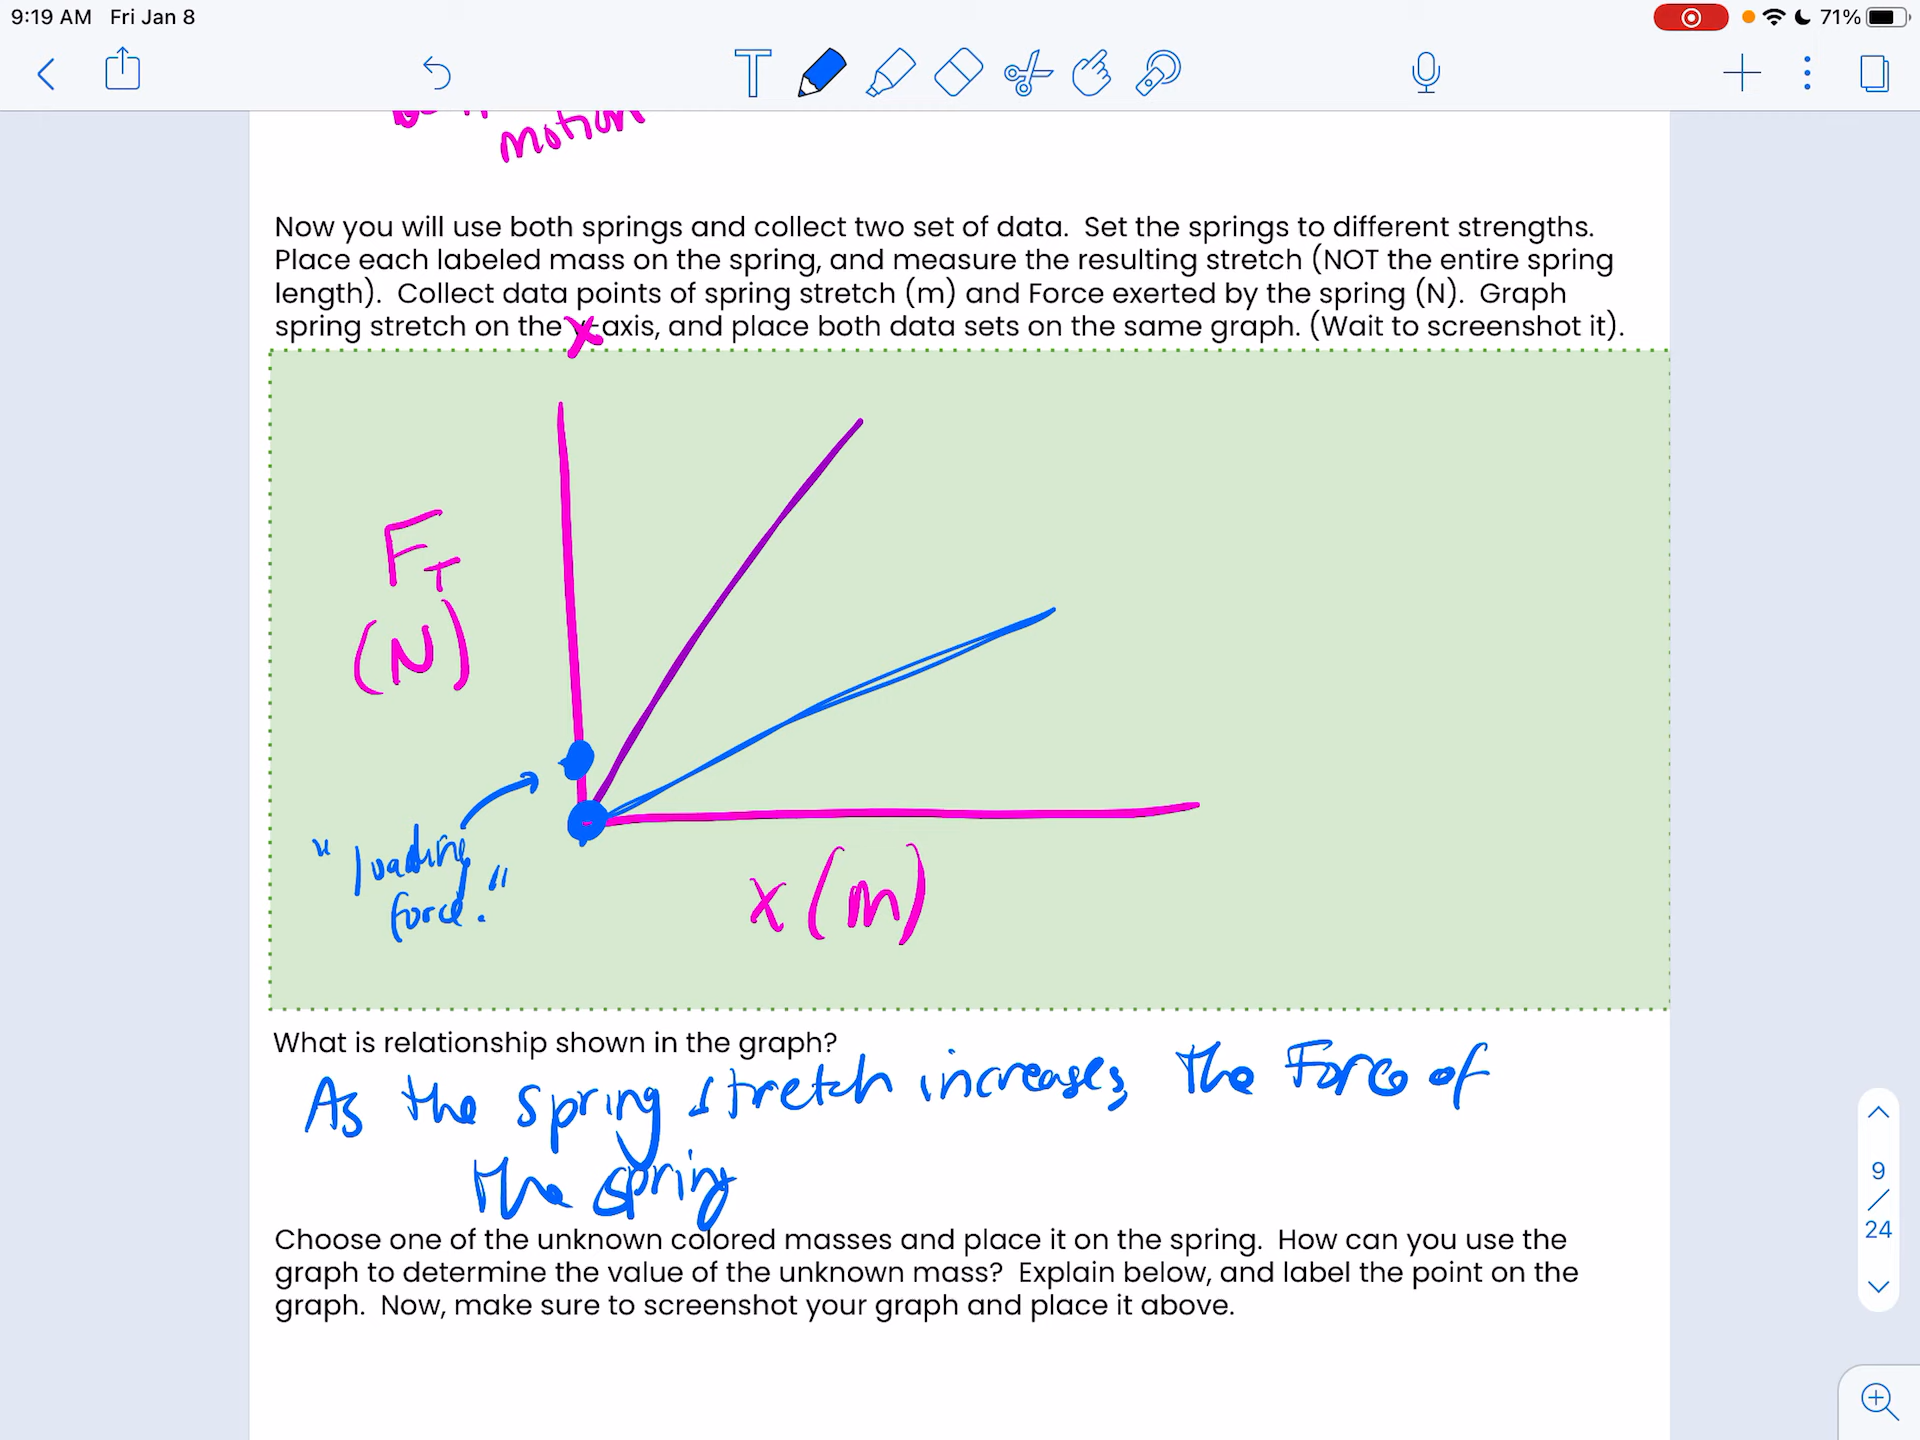 9:19 AM Fri Jan 8
71%
motion
Now you will use both springs and collect two set of data. Set the springs to different strengths.
Place each labeled mass on the spring, and measure the resulting stretch (NOT the entire spring
length). Collect data points of spring stretch (m) and Force exerted by the spring (N). Graph
spring stretch on the x-axis, and place both data sets on the same graph. (Wait to screenshot it).
FT
(N)
"loading
force."
x (m)
What is relationship shown in the graph?
As the spring stretch increases, the Force of
the spring
Choose one of the unknown colored masses and place it on the spring. How can you use the
graph to determine the value of the unknown mass? Explain below, and label the point on the
graph. Now, make sure to screenshot your graph and place it above.
9
/
24